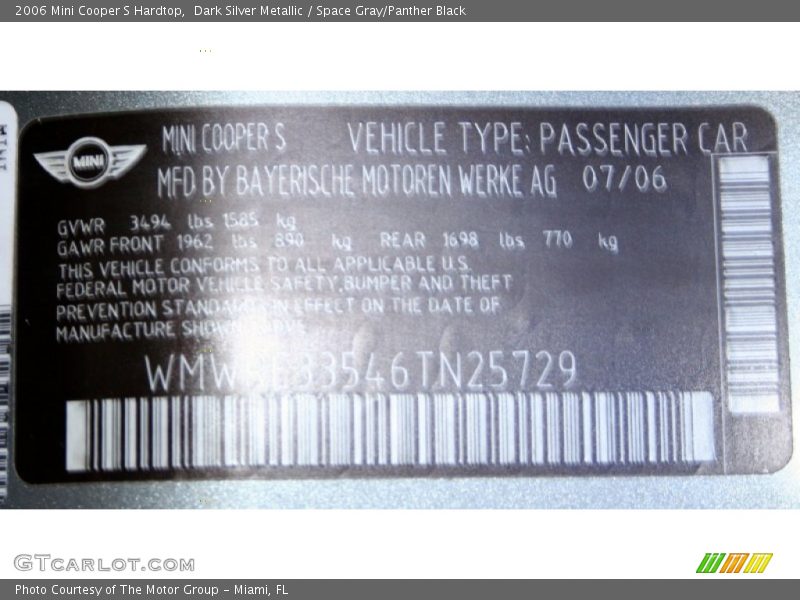 2006 Mini Cooper S Hardtop,  Dark Silver Metallic / Space Gray/Panther Black
MINI
MINI COOPER S VEHICLE TYPE: PASSENGER CAR
MFD BY BAYERISCHE MOTOREN WERKE AG 07/06
GVWR 3494 lbs 1585 kg
GAWR FRONT 1962 lbs 890 kg REAR 1698 lbs 770 kg
THIS VEHICLE CONFORMS TO ALL APPLICABLE U.S.
FEDERAL MOTOR VEHICLE SAFETY, BUMPER AND THEFT
PREVENTION STANDARDS IN EFFECT ON THE DATE OF
MANUFACTURE SHOWN ABOVE
33546TN25729
GTCARLOT.COM
Photo Courtesy of The Motor Group - Miami, FL